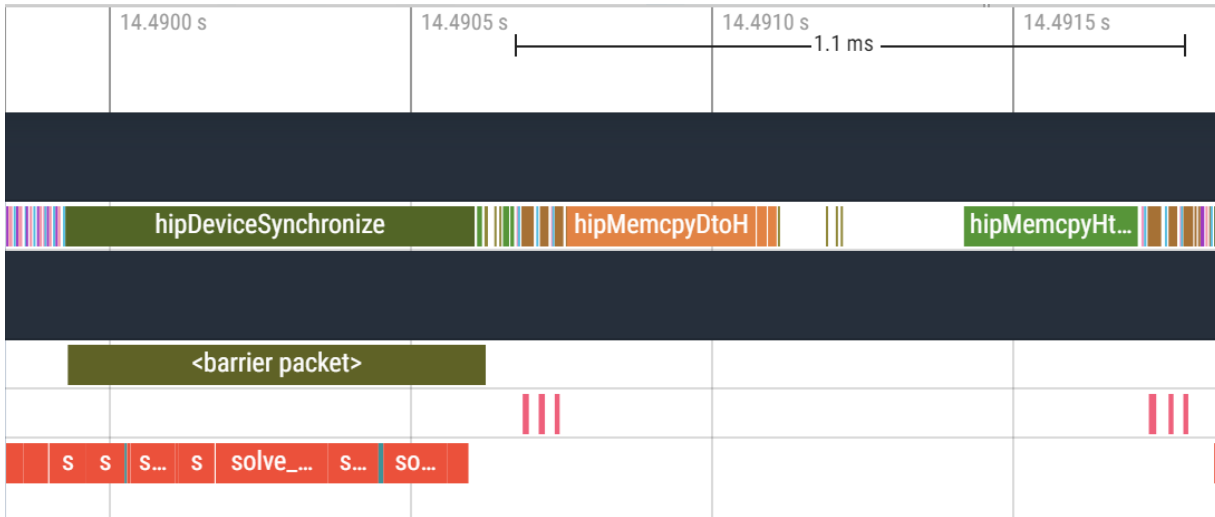 14.4900 s 14.4905 s 14.4910 s 14.4915 s
1.1 ms
hipDeviceSynchronize hipMemcpyDtoH hipMemcpyHt...
<barrier packet>
s s s... s solve_... s... so...